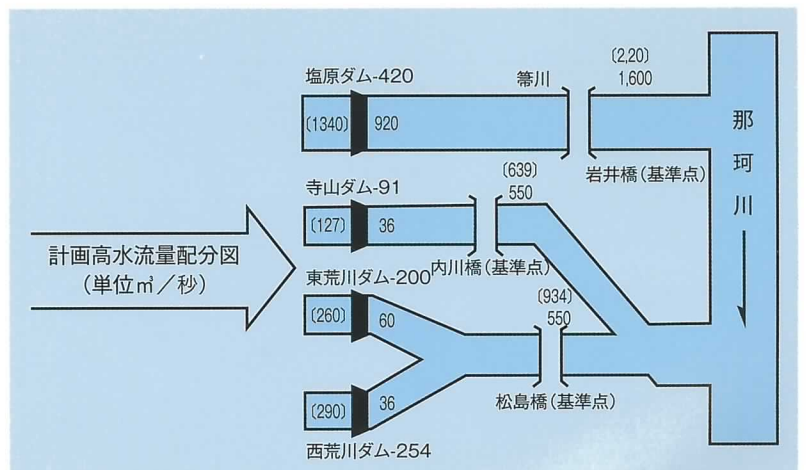 塩原ダム-420
箒川
(2,20)
1,600
(1340)
920
岩井橋(基準点)
那珂川
寺山ダム-91
(639)
550
(127)
36
内川橋(基準点)
計画高水流量配分図
(単位㎥/秒)
東荒川ダム-200
(934)
550
(260)
60
松島橋(基準点)
(290)
36
西荒川ダム-254